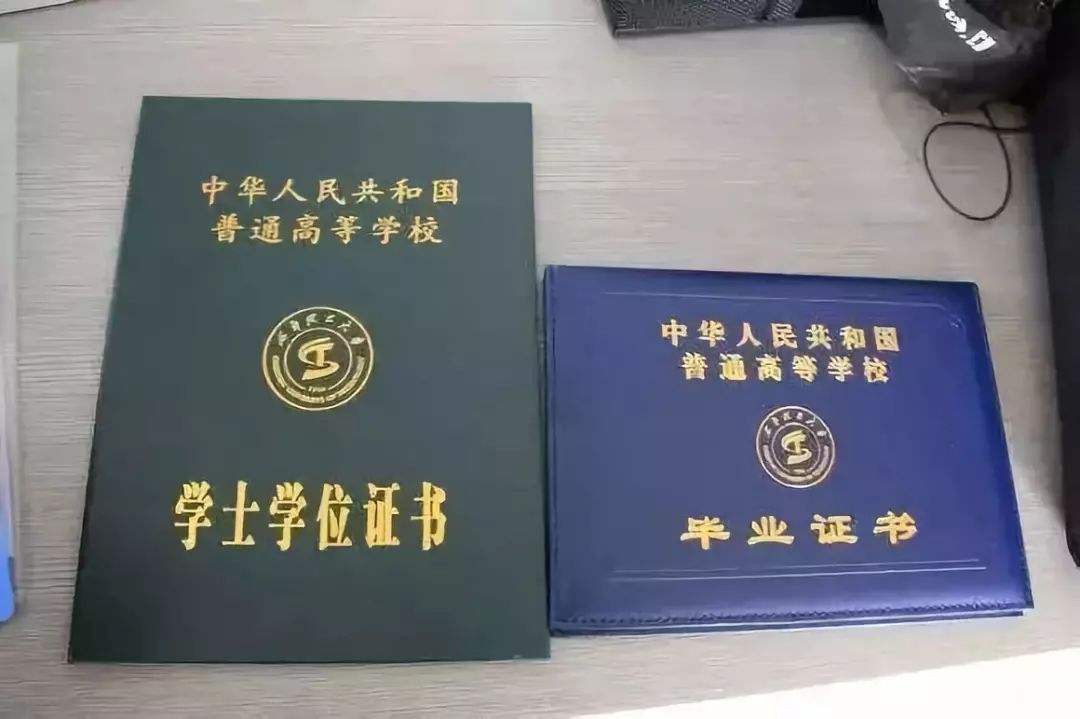 中华人民共和国
普通高等学校
学士学位证书
中华人民共和国
普通高等学校
毕业证书